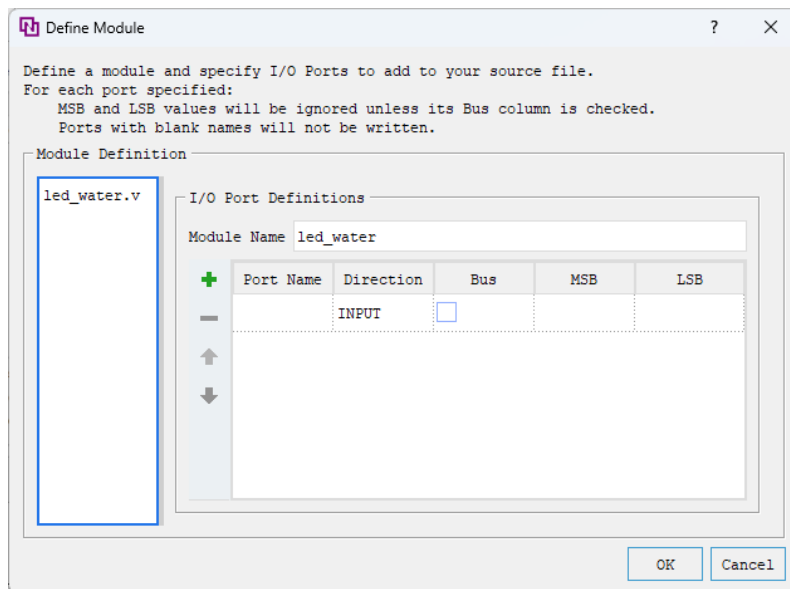 Define Module
?
Define a module and specify I/O Ports to add to your source file.
For each port specified:
MSB and LSB values will be ignored unless its Bus column is checked.
Ports with blank names will not be written.
Module Definition
led_water.v
I/O Port Definitions
Module Name led_water
Port Name Direction Bus MSB LSB
INPUT
OK Cancel